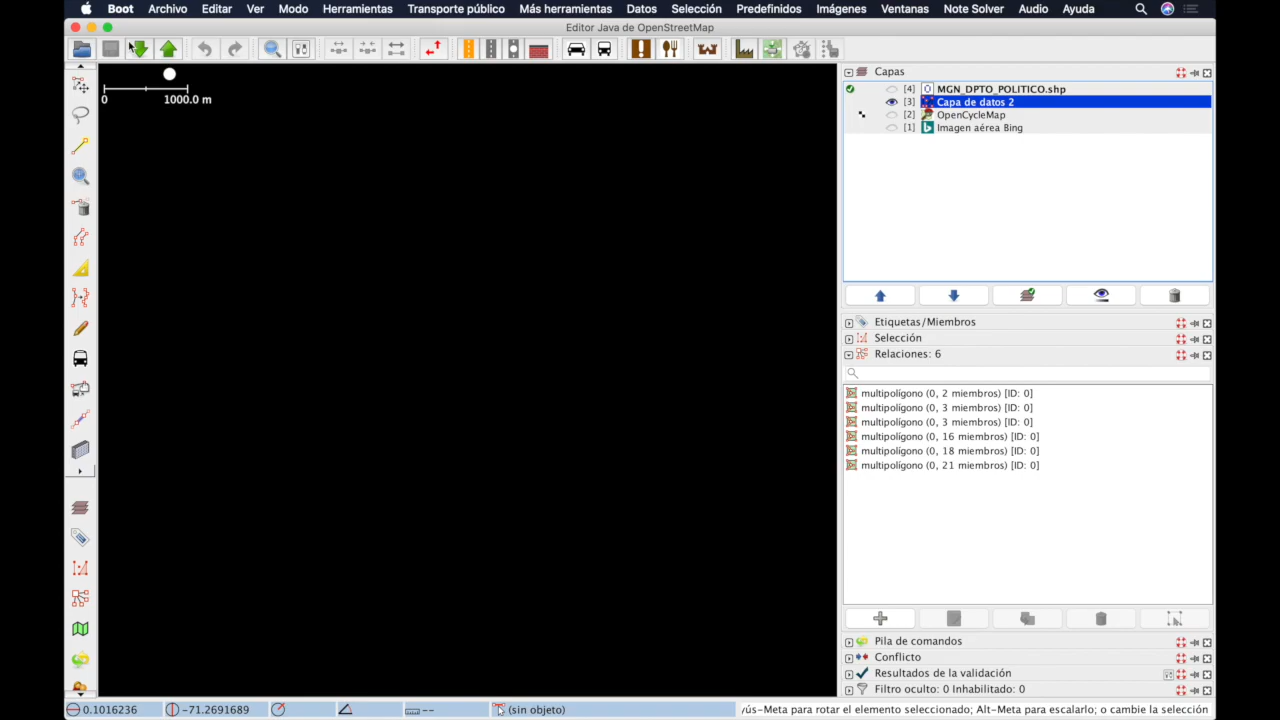 Boot Archivo Editar Ver Modo Herramientas Transporte público Más herramientas Datos Selección Predefinidos Imágenes Ventanas Note Solver Audio Ayuda
Editor Java de OpenStreetMap
0 1000.0 m
Capas
[4] MGN_DPTO_POLITICO.shp
[3] Capa de datos 2
[2] OpenCycleMap
[1] Imagen aérea Bing
Etiquetas/Miembros
Selección
Relaciones: 6
multipolígono (0, 2 miembros) [ID: 0]
multipolígono (0, 3 miembros) [ID: 0]
multipolígono (0, 3 miembros) [ID: 0]
multipolígono (0, 16 miembros) [ID: 0]
multipolígono (0, 18 miembros) [ID: 0]
multipolígono (0, 21 miembros) [ID: 0]
Pila de comandos
Conflicto
Resultados de la validación
Filtro oculto: 0 Inhabilitado: 0
0.1016236 -71.2691689 -- (sin objeto) yús-Meta para rotar el elemento seleccionado; Alt-Meta para escalarlo; o cambie la selección